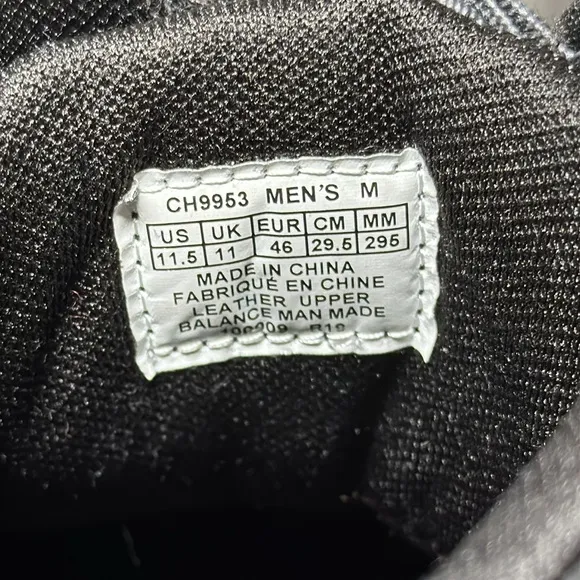 CH9953 MEN'S M
US UK EUR CM MM
11.5 11 46 29.5 295
MADE IN CHINA
FABRIQUÉ EN CHINE
LEATHER UPPER
BALANCE MAN MADE